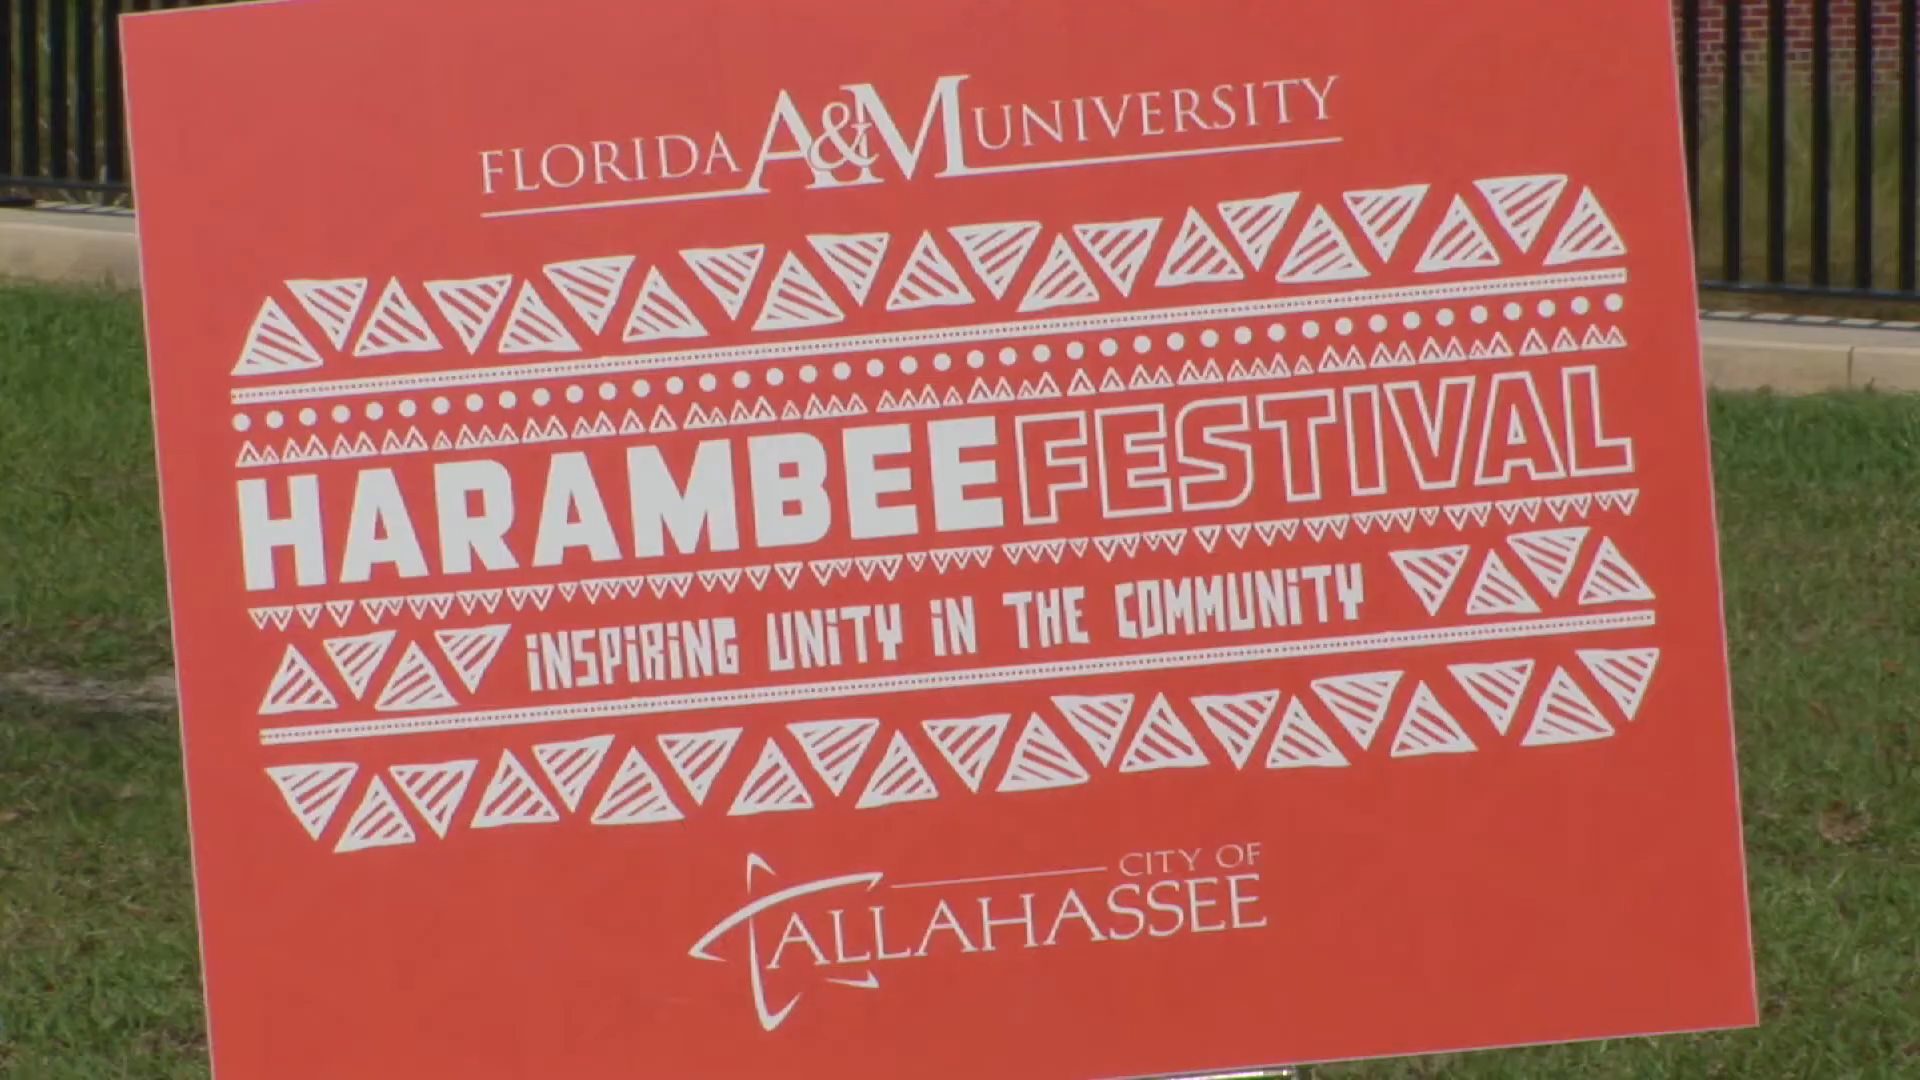 FLORIDA A&M UNIVERSITY
HARAMBEE FESTIVAL
iNSPiRiNG UNiTY iN THE COMMUNiTY
CITY OF
TALLAHASSEE